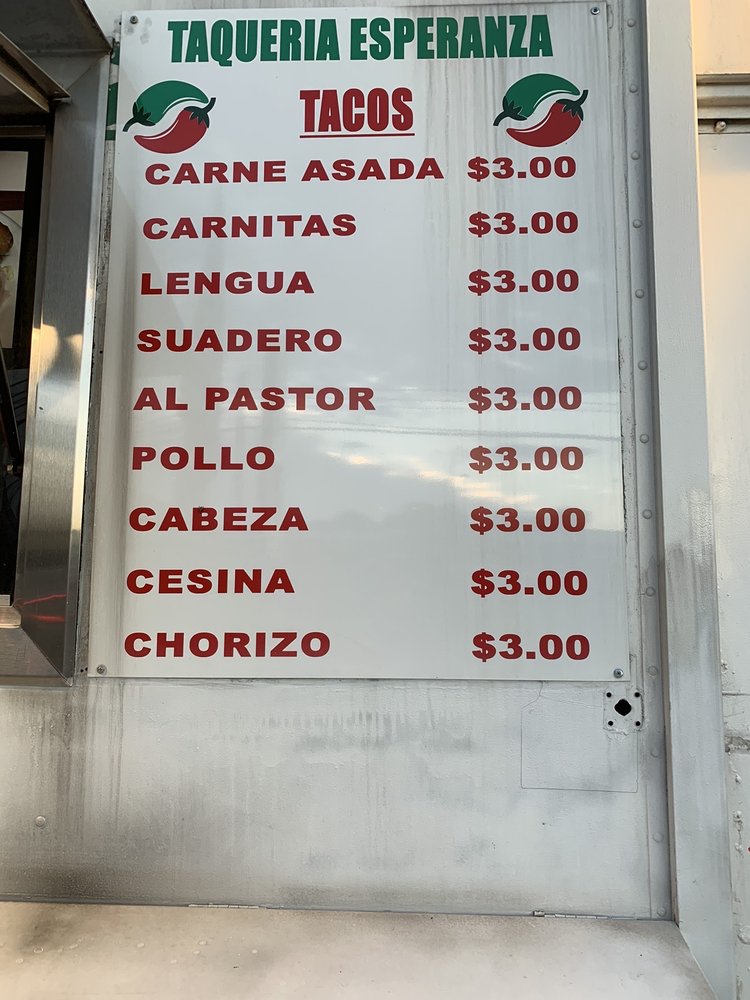 TAQUERIA ESPERANZA
TACOS
CARNE ASADA $3.00
CARNITAS $3.00
LENGUA $3.00
SUADERO $3.00
AL PASTOR $3.00
POLLO $3.00
CABEZA $3.00
CESINA $3.00
CHORIZO $3.00